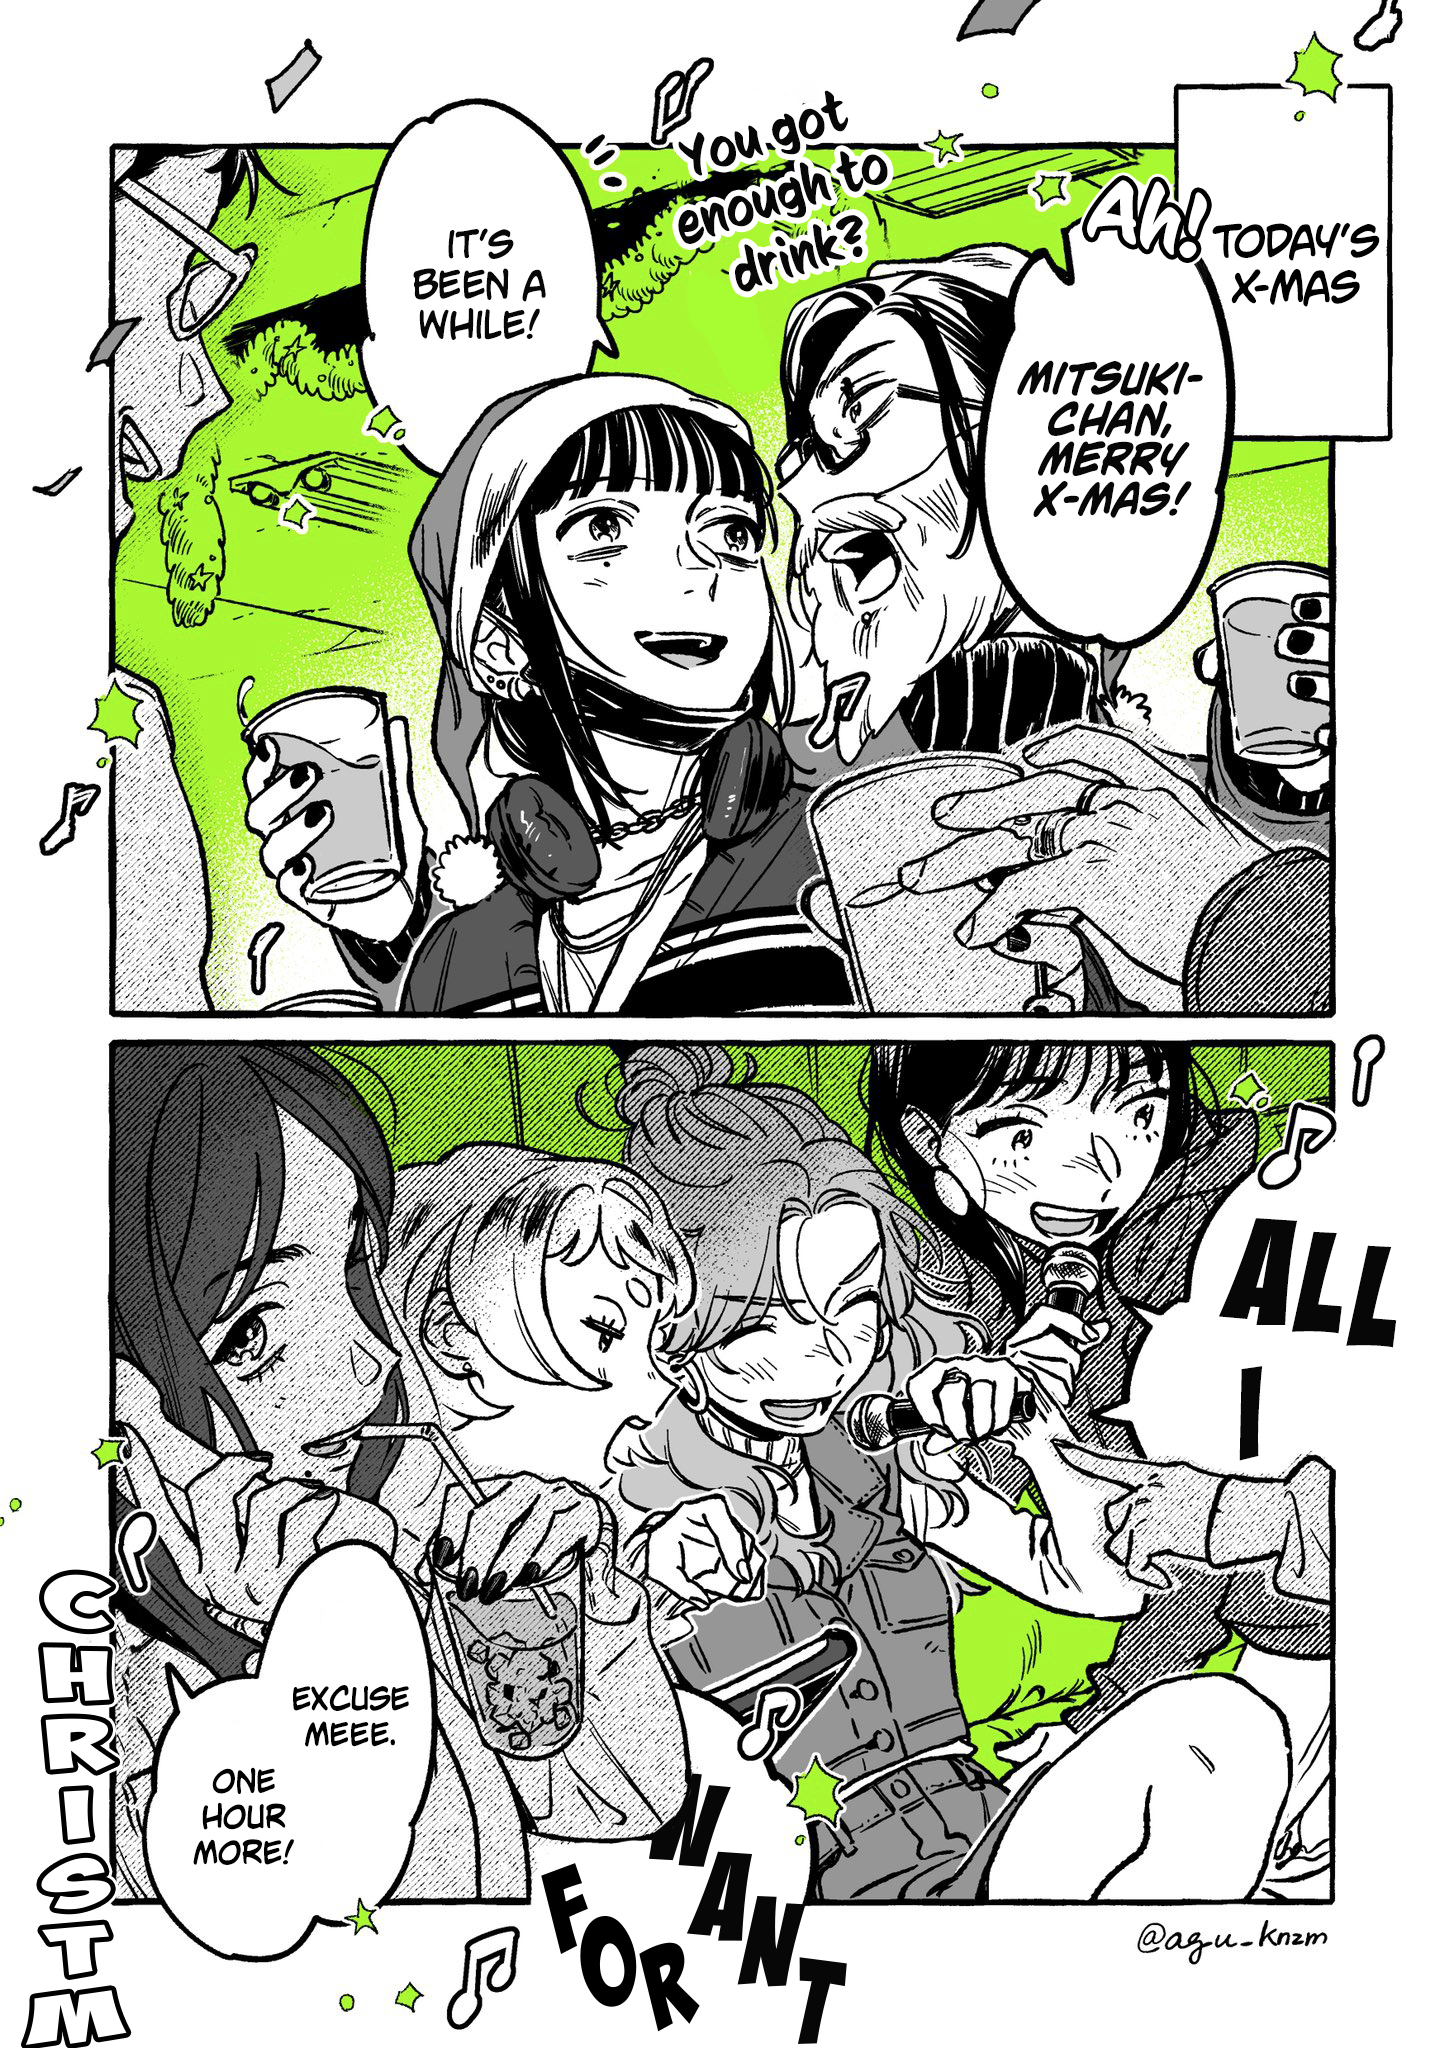 TODAY'S
X-MAS
Ah!
MITSUKI-
CHAN,
MERRY
X-MAS!
You got
enough to
drink?
IT'S
BEEN A
WHILE!
ALL
I
WANT
FOR
EXCUSE
MEEE.
ONE
HOUR
MORE!
CHRISTM
@agu_knzm